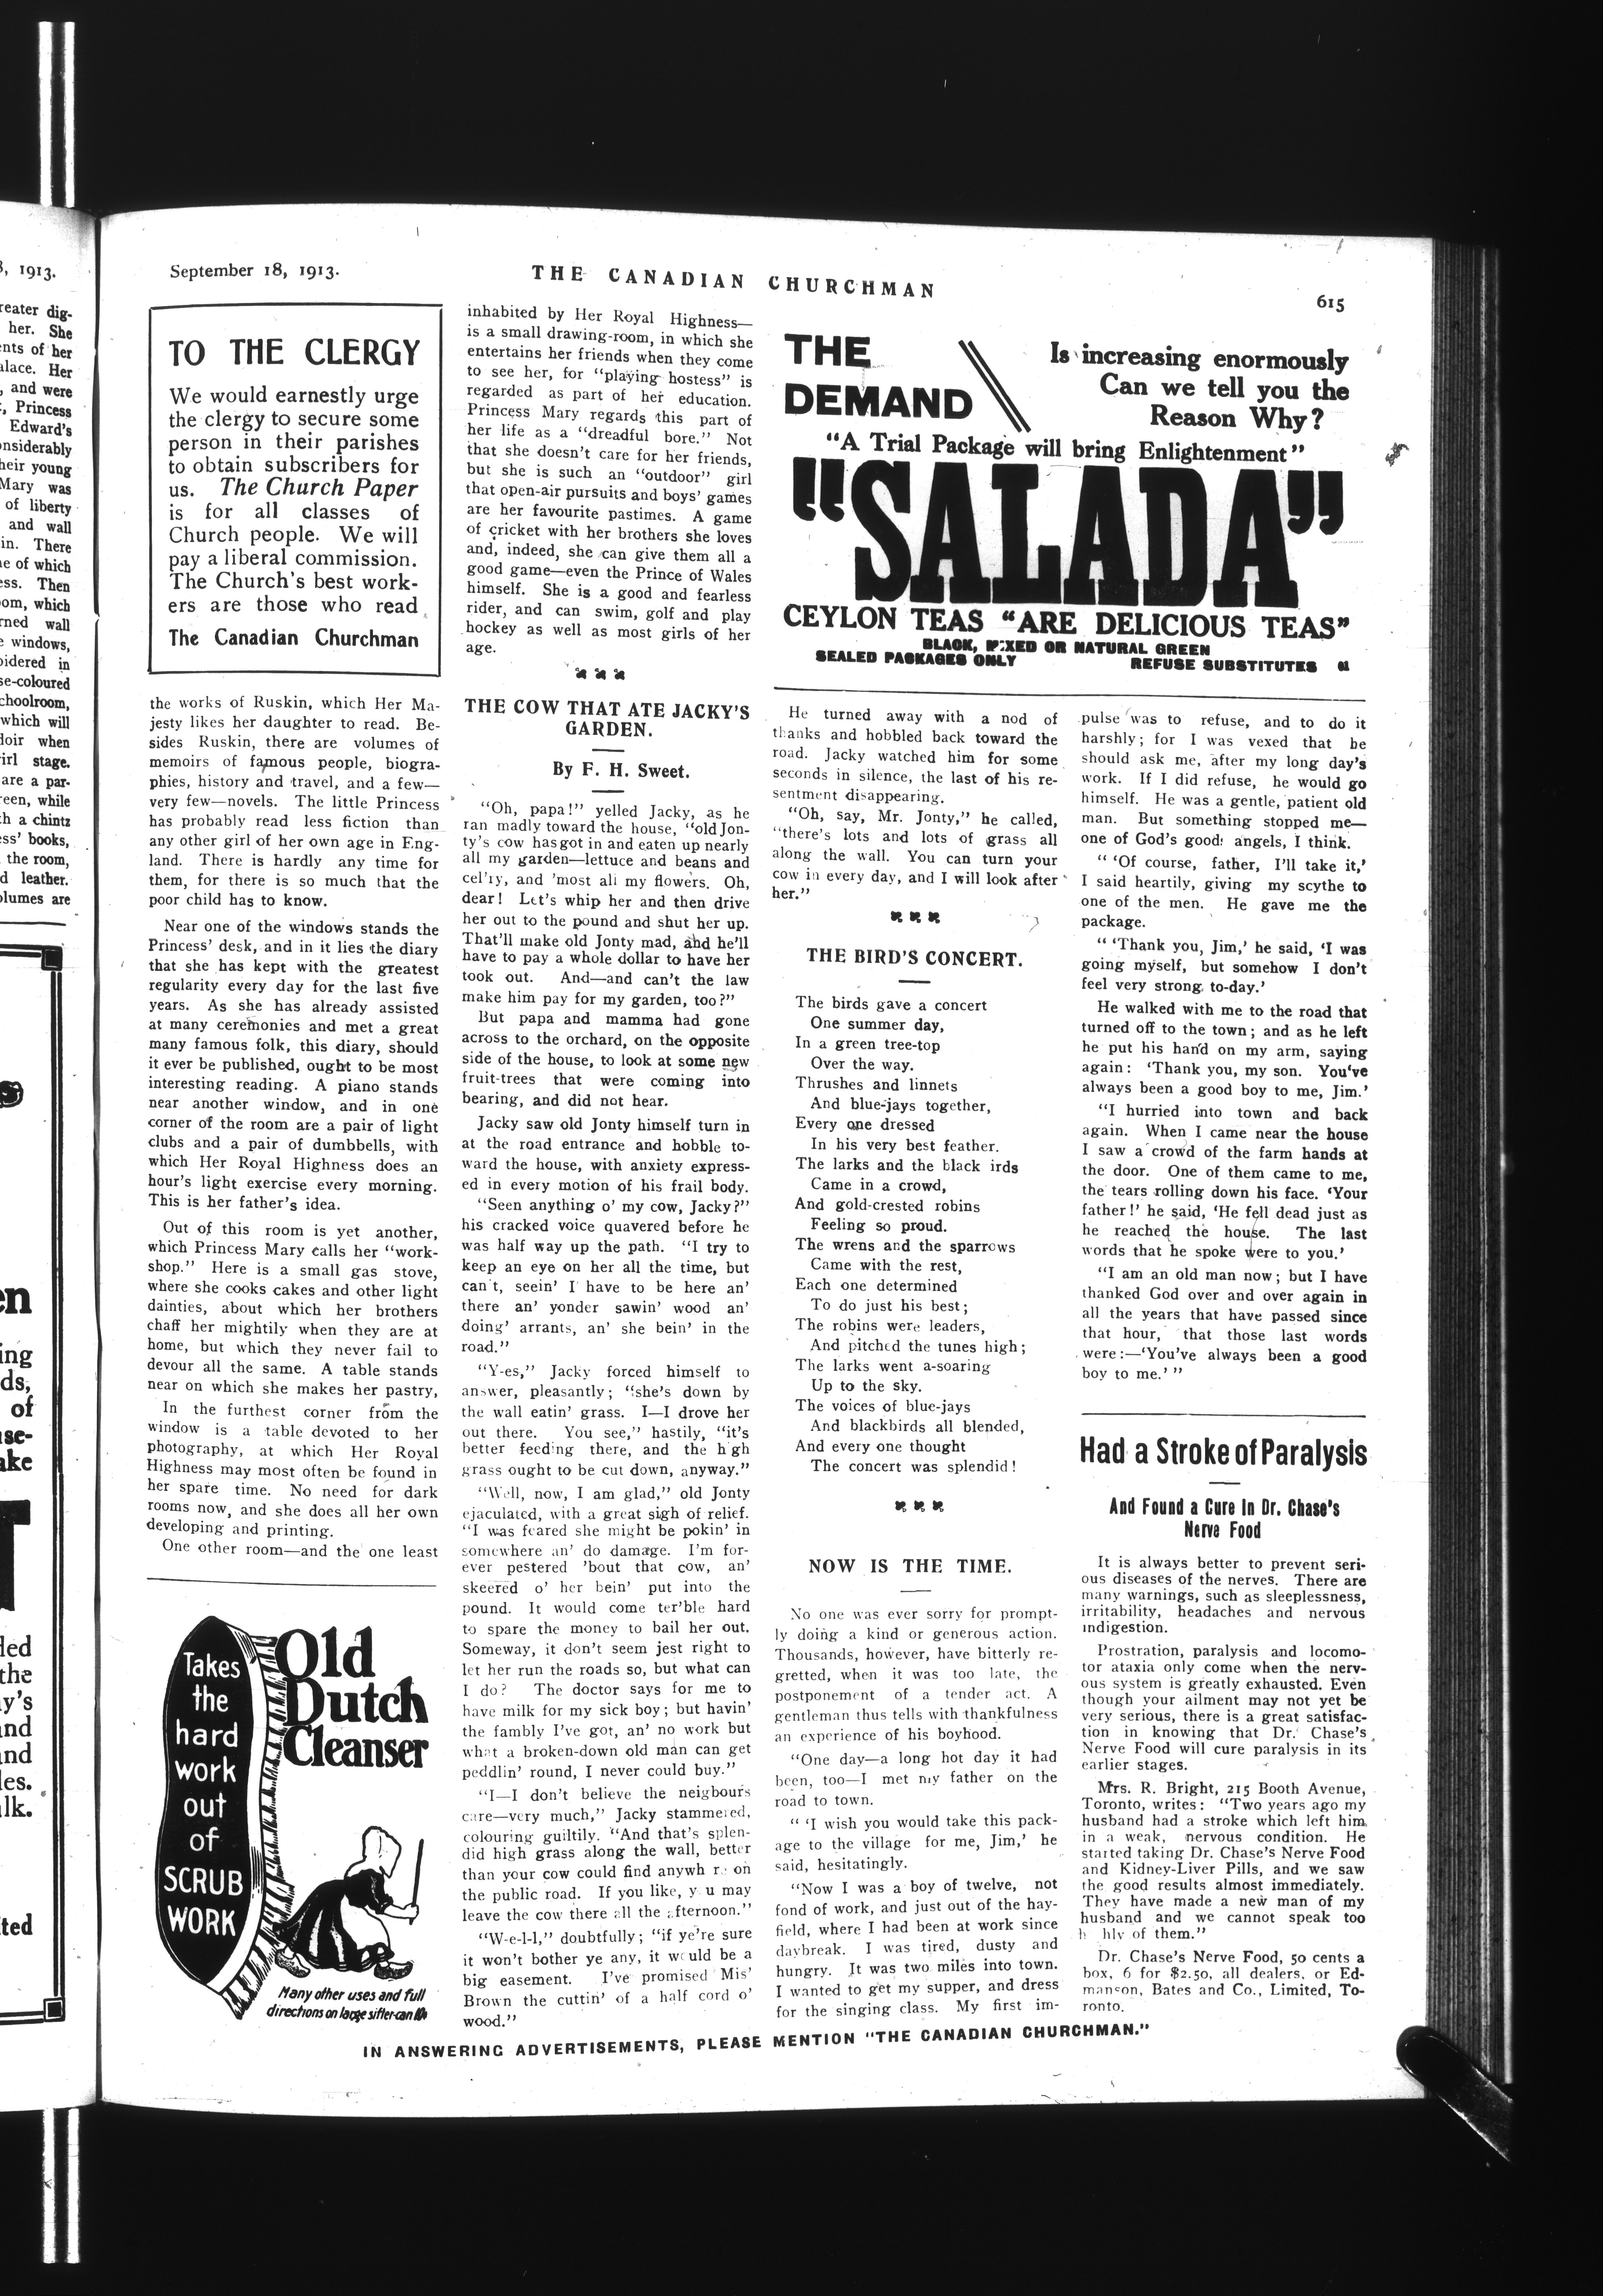 September 18, 1913.
THE CANADIAN CHURCHMAN
615
TO THE CLERGY
We would earnestly urge
the clergy to secure some
person in their parishes
to obtain subscribers for
us. The Church Paper
is for all classes of
Church people. We will
pay a liberal commission.
The Church's best work-
ers are those who read
The Canadian Churchman
the works of Ruskin, which Her Ma-
jesty likes her daughter to read. Be-
sides Ruskin, there are volumes of
memoirs of famous people, biogra-
phies, history and travel, and a few—
very few—novels. The little Princess
has probably read less fiction than
any other girl of her own age in Eng-
land. There is hardly any time for
them, for there is so much that the
poor child has to know.
Near one of the windows stands the
Princess' desk, and in it lies the diary
that she has kept with the greatest
regularity every day for the last five
years. As she has already assisted
at many ceremonies and met a great
many famous folk, this diary, should
it ever be published, ought to be most
interesting reading. A piano stands
near another window, and in one
corner of the room are a pair of light
clubs and a pair of dumbbells, with
which Her Royal Highness does an
hour's light exercise every morning.
This is her father's idea.
Out of this room is yet another,
which Princess Mary calls her "work-
shop." Here is a small gas stove,
where she cooks cakes and other light
dainties, about which her brothers
chaff her mightily when they are at
home, but which they never fail to
devour all the same. A table stands
near on which she makes her pastry,
In the furthest corner from the
window is a table devoted to her
photography, at which Her Royal
Highness may most often be found in
her spare time. No need for dark
rooms now, and she does all her own
developing and printing.
One other room—and the one least
Takes
the
hard
work
out
of
SCRUB
WORK
Old
Dutch
Cleanser
Many other uses and full
directions on large sifter-can 10¢
inhabited by Her Royal Highness—
is a small drawing-room, in which she
entertains her friends when they come
to see her, for "playing hostess" is
regarded as part of her education.
Princess Mary regards this part of
her life as a "dreadful bore." Not
that she doesn't care for her friends,
but she is such an "outdoor" girl
that open-air pursuits and boys' games
are her favourite pastimes. A game
of cricket with her brothers she loves
and, indeed, she can give them all a
good game—even the Prince of Wales
himself. She is a good and fearless
rider, and can swim, golf and play
hockey as well as most girls of her
age.
THE COW THAT ATE JACKY'S
GARDEN.
By F. H. Sweet.
"Oh, papa!" yelled Jacky, as he
ran madly toward the house, "old Jon-
ty's cow has got in and eaten up nearly
all my garden—lettuce and beans and
cel'ry, and 'most all my flowers. Oh,
dear! Let's whip her and then drive
her out to the pound and shut her up.
That'll make old Jonty mad, and he'll
have to pay a whole dollar to have her
took out. And—and can't the law
make him pay for my garden, too?"
But papa and mamma had gone
across to the orchard, on the opposite
side of the house, to look at some new
fruit-trees that were coming into
bearing, and did not hear.
Jacky saw old Jonty himself turn in
at the road entrance and hobble to-
ward the house, with anxiety express-
ed in every motion of his frail body.
"Seen anything o' my cow, Jacky?"
his cracked voice quavered before he
was half way up the path. "I try to
keep an eye on her all the time, but
can't, seein' I have to be here an'
there an' yonder sawin' wood an'
doing' arrants, an' she bein' in the
road."
"Y-es," Jacky forced himself to
answer, pleasantly; "she's down by
the wall eatin' grass. I—I drove her
out there. You see," hastily, "it's
better feeding there, and the h gh
grass ought to be cut down, anyway."
"Well, now, I am glad," old Jonty
ejaculated, with a great sigh of relief.
"I was feared she might be pokin' in
somewhere an' do damage. I'm for-
ever pestered 'bout that cow, an'
skeered o' her bein' put into the
pound. It would come ter'ble hard
to spare the money to bail her out.
Someway, it don't seem jest right to
let her run the roads so, but what can
I do? The doctor says for me to
have milk for my sick boy; but havin'
the fambly I've got, an' no work but
what a broken-down old man can get
peddlin' round, I never could buy."
"I—I don't believe the neigbours
care—very much," Jacky stammered,
colouring guiltily. "And that's splen-
did high grass along the wall, better
than your cow could find anywh re on
the public road. If you like, y u may
leave the cow there all the afternoon."
"W-e-l-l," doubtfully; "if ye're sure
it won't bother ye any, it would be a
big easement. I've promised Mis'
Brown the cuttin' of a half cord o'
wood."
THE
DEMAND
Is increasing enormously
Can we tell you the
Reason Why?
"A Trial Package will bring Enlightenment"
"SALADA"
CEYLON TEAS "ARE DELICIOUS TEAS"
BLACK, MIXED OR NATURAL GREEN
SEALED PACKAGES ONLY REFUSE SUBSTITUTES
He turned away with a nod of
thanks and hobbled back toward the
road. Jacky watched him for some
seconds in silence, the last of his re-
sentment disappearing.
"Oh, say, Mr. Jonty," he called,
"there's lots and lots of grass all
along the wall. You can turn your
cow in every day, and I will look after
her."
THE BIRD'S CONCERT.
The birds gave a concert
One summer day,
In a green tree-top
Over the way.
Thrushes and linnets
And blue-jays together,
Every one dressed
In his very best feather.
The larks and the black irds
Came in a crowd,
And gold-crested robins
Feeling so proud.
The wrens and the sparrows
Came with the rest,
Each one determined
To do just his best;
The robins were leaders,
And pitched the tunes high;
The larks went a-soaring
Up to the sky.
The voices of blue-jays
And blackbirds all blended,
And every one thought
The concert was splendid!
NOW IS THE TIME.
No one was ever sorry for prompt-
ly doing a kind or generous action.
Thousands, however, have bitterly re-
gretted, when it was too late, the
postponement of a tender act. A
gentleman thus tells with thankfulness
an experience of his boyhood.
"One day—a long hot day it had
been, too—I met my father on the
road to town.
" 'I wish you would take this pack-
age to the village for me, Jim,' he
said, hesitatingly.
"Now I was a boy of twelve, not
fond of work, and just out of the hay-
field, where I had been at work since
daybreak. I was tired, dusty and
hungry. It was two miles into town.
I wanted to get my supper, and dress
for the singing class. My first im-
pulse was to refuse, and to do it
harshly; for I was vexed that he
should ask me, after my long day's
work. If I did refuse, he would go
himself. He was a gentle, patient old
man. But something stopped me—
one of God's good angels, I think.
" 'Of course, father, I'll take it,'
I said heartily, giving my scythe to
one of the men. He gave me the
package.
" 'Thank you, Jim,' he said, 'I was
going myself, but somehow I don't
feel very strong to-day.'
He walked with me to the road that
turned off to the town; and as he left
he put his hand on my arm, saying
again: 'Thank you, my son. You've
always been a good boy to me, Jim.'
"I hurried into town and back
again. When I came near the house
I saw a crowd of the farm hands at
the door. One of them came to me,
the tears rolling down his face. 'Your
father!' he said, 'He fell dead just as
he reached the house. The last
words that he spoke were to you.'
"I am an old man now; but I have
thanked God over and over again in
all the years that have passed since
that hour, that those last words
were:—'You've always been a good
boy to me.' "
Had a Stroke of Paralysis
And Found a Cure In Dr. Chase's
Nerve Food
It is always better to prevent seri-
ous diseases of the nerves. There are
many warnings, such as sleeplessness,
irritability, headaches and nervous
indigestion.
Prostration, paralysis and locomo-
tor ataxia only come when the nerv-
ous system is greatly exhausted. Even
though your ailment may not yet be
very serious, there is a great satisfac-
tion in knowing that Dr. Chase's
Nerve Food will cure paralysis in its
earlier stages.
Mrs. R. Bright, 215 Booth Avenue,
Toronto, writes: "Two years ago my
husband had a stroke which left him
in a weak, nervous condition. He
started taking Dr. Chase's Nerve Food
and Kidney-Liver Pills, and we saw
the good results almost immediately.
They have made a new man of my
husband and we cannot speak too
h hly of them."
Dr. Chase's Nerve Food, 50 cents a
box, 6 for $2.50, all dealers, or Ed-
manson, Bates and Co., Limited, To-
ronto.
IN ANSWERING ADVERTISEMENTS, PLEASE MENTION "THE CANADIAN CHURCHMAN."